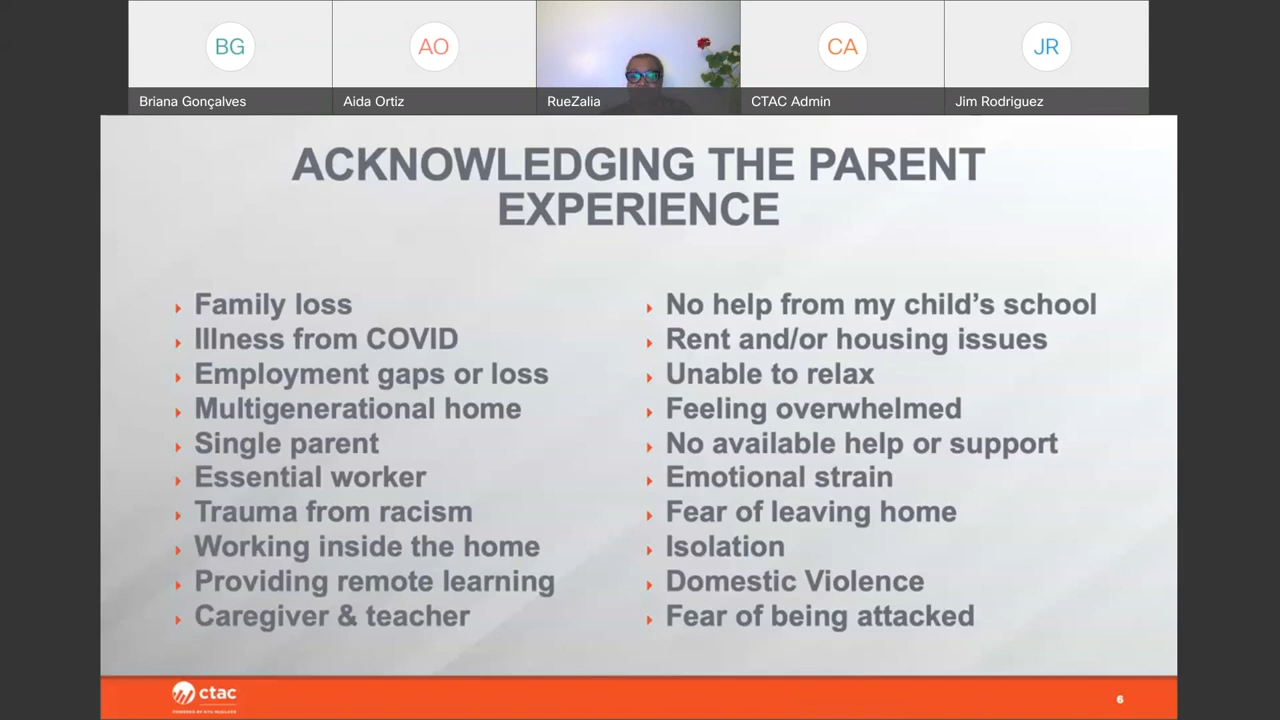 BG
AO
CA
JR
Briana Gonçalves
Aida Ortiz
RueZalia
CTAC Admin
Jim Rodriguez
ACKNOWLEDGING THE PARENT
EXPERIENCE
Family loss
Illness from COVID
Employment gaps or loss
Multigenerational home
Single parent
Essential worker
Trauma from racism
Working inside the home
Providing remote learning
Caregiver & teacher
No help from my child's school
Rent and/or housing issues
Unable to relax
Feeling overwhelmed
No available help or support
Emotional strain
Fear of leaving home
Isolation
Domestic Violence
Fear of being attacked
ctac
POWERED BY NYU MCSILVER
6